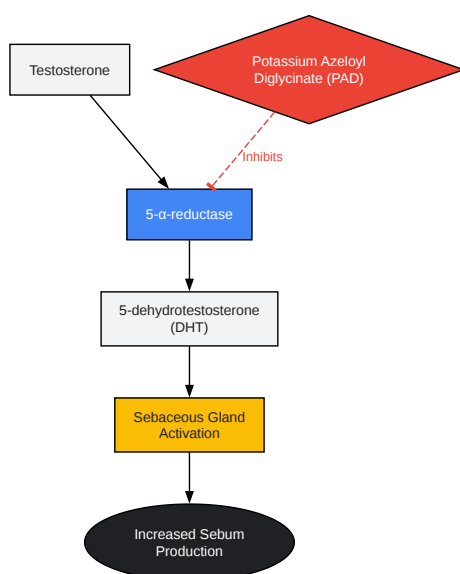 Testosterone
Potassium Azeloyl
Diglycinate (PAD)
Inhibits
5-α-reductase
5-dehydrotestosterone
(DHT)
Sebaceous Gland
Activation
Increased Sebum
Production